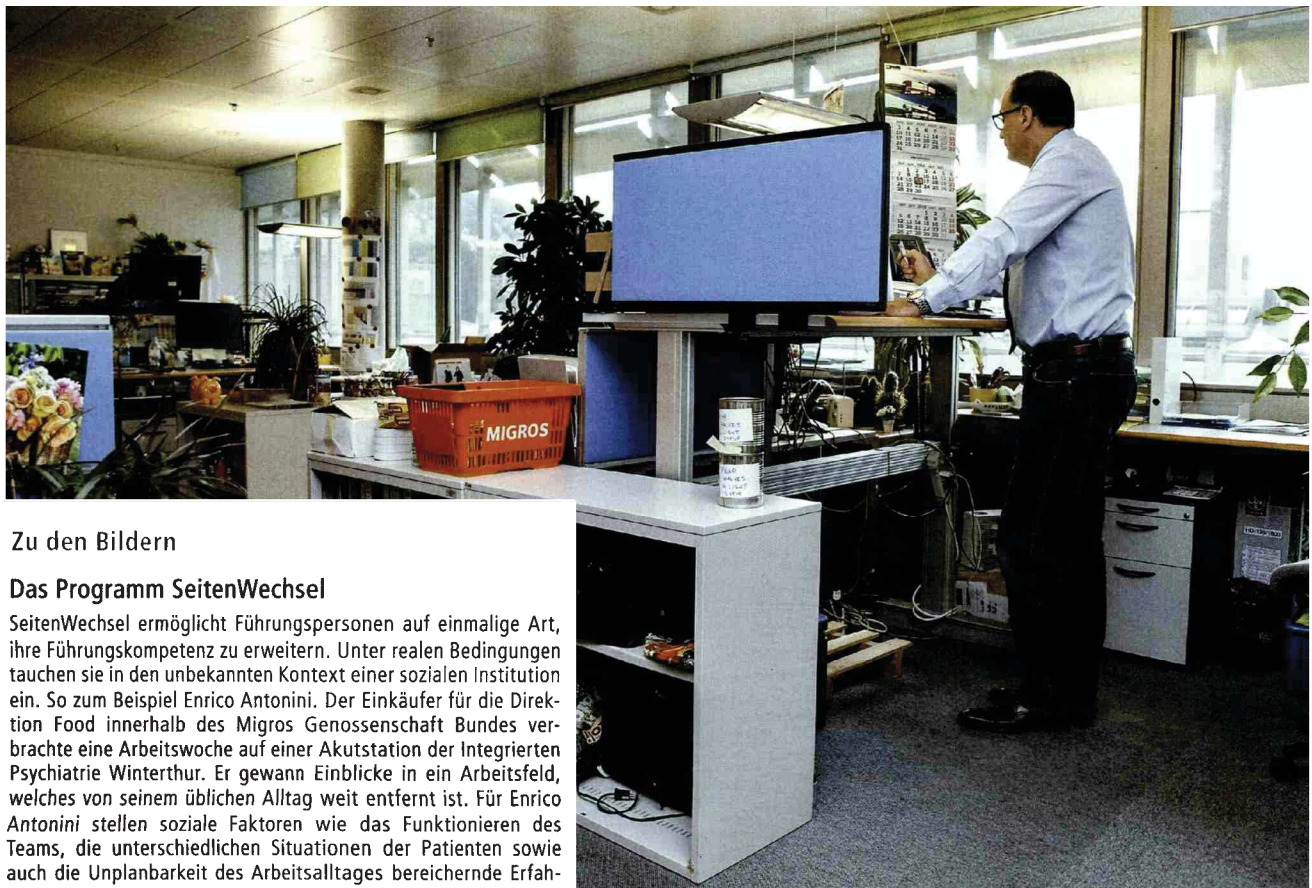 MIGROS
Zu den Bildern
Das Programm SeitenWechsel
SeitenWechsel ermöglicht Führungspersonen auf einmalige Art,
ihre Führungskompetenz zu erweitern. Unter realen Bedingungen
tauchen sie in den unbekannten Kontext einer sozialen Institution
ein. So zum Beispiel Enrico Antonini. Der Einkäufer für die Direk-
tion Food innerhalb des Migros Genossenschaft Bundes ver-
brachte eine Arbeitswoche auf einer Akutstation der Integrierten
Psychiatrie Winterthur. Er gewann Einblicke in ein Arbeitsfeld,
welches von seinem üblichen Alltag weit entfernt ist. Für Enrico
Antonini stellen soziale Faktoren wie das Funktionieren des
Teams, die unterschiedlichen Situationen der Patienten sowie
auch die Unplanbarkeit des Arbeitsalltages bereichernde Erfah-